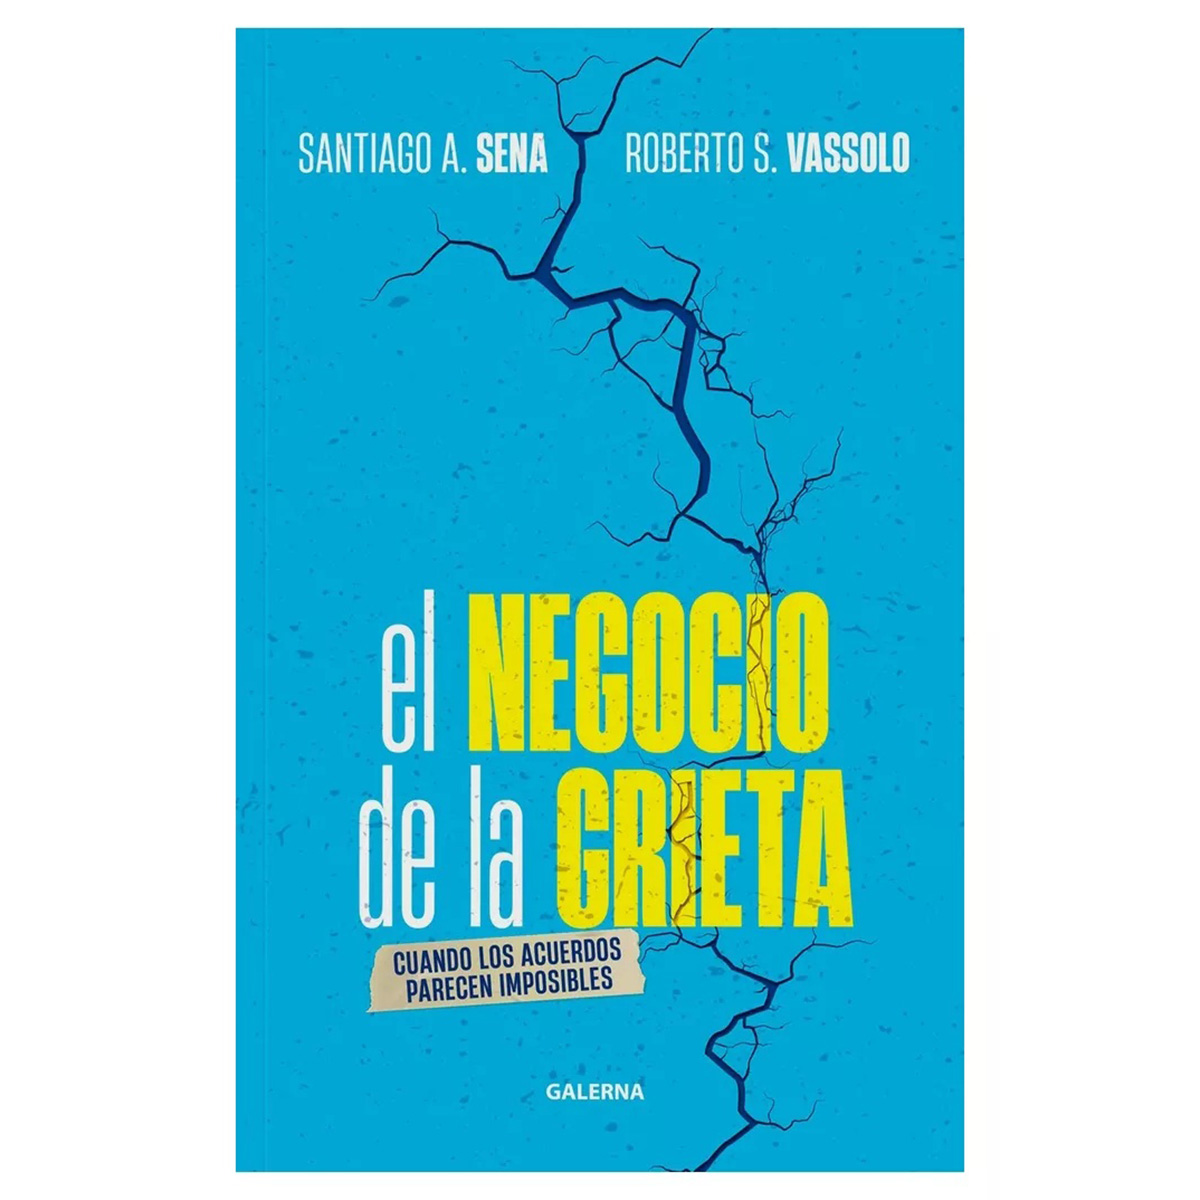 SANTIAGO A. SENA ROBERTO S. VASSOLO
el NEGOCIO
de la GRIETA
CUANDO LOS ACUERDOS
PARECEN IMPOSIBLES
GALERNA